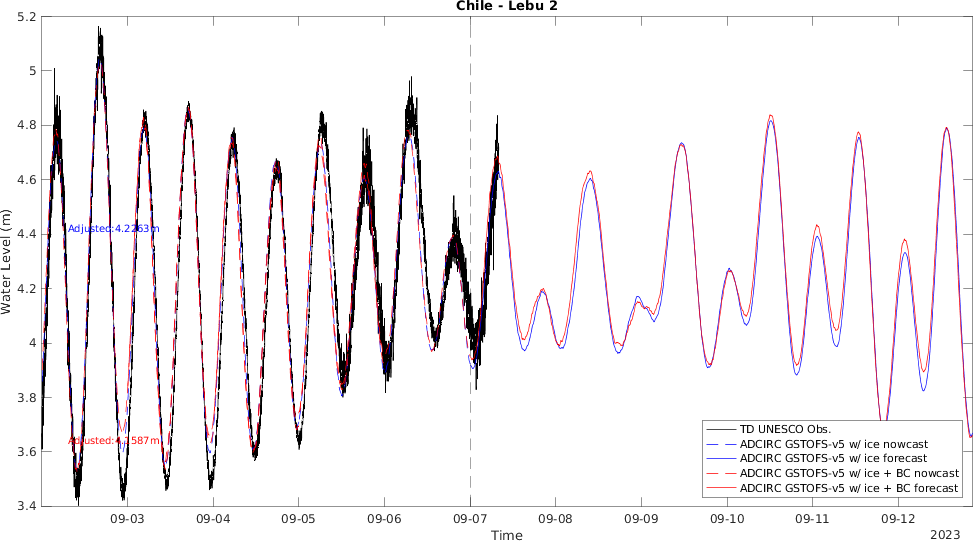 Chile - Lebu 2
5.2
5
4.8
4.6
4.4
4.2
4
3.8
3.6
3.4
Water Level (m)
Adjusted:4.2263m
TD UNESCO Obs.
ADCIRC GSTOFS-v5 w/ ice nowcast
ADCIRC GSTOFS-v5 w/ ice forecast
ADCIRC GSTOFS-v5 w/ ice + BC nowcast
ADCIRC GSTOFS-v5 w/ ice + BC forecast
09-03 09-04 09-05 09-06 09-07 09-08 09-09 09-10 09-11 09-12
Time
2023